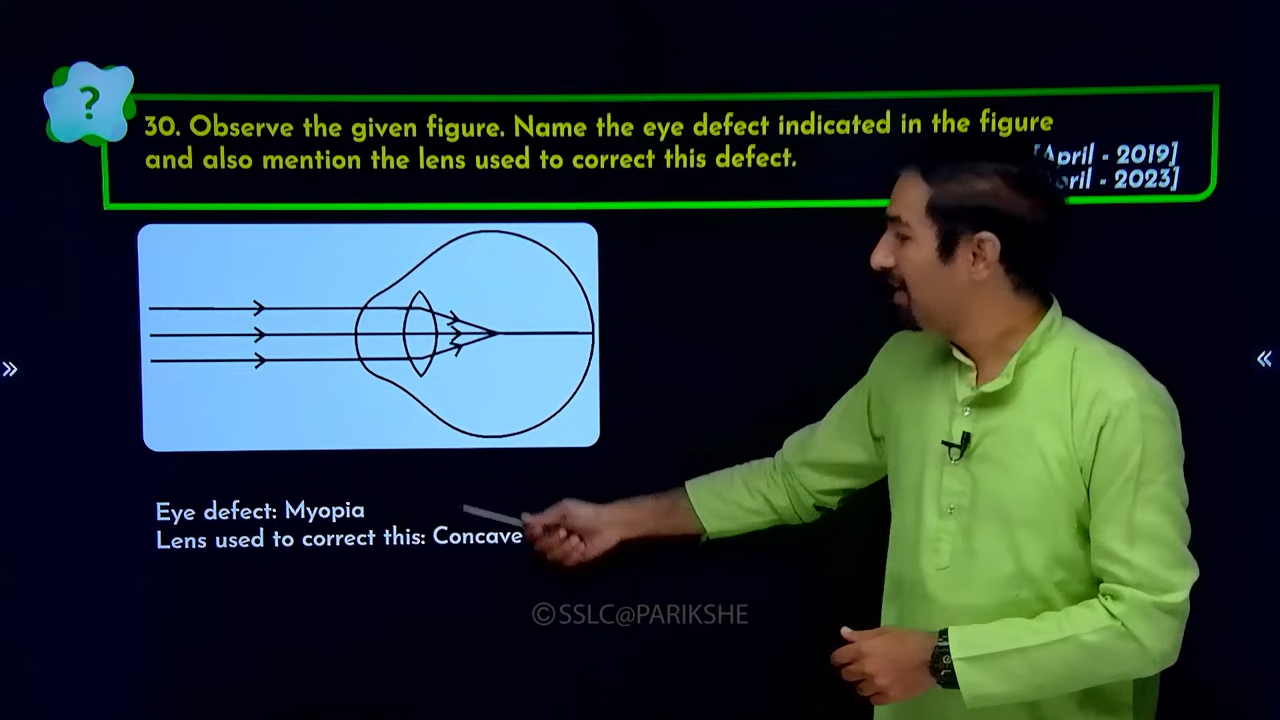 ?
30. Observe the given figure. Name the eye defect indicated in the figure
and also mention the lens used to correct this defect.
[April - 2019]
- 2023]
Eye defect: Myopia
Lens used to correct this: Concave
©SSLC@PARIKSHE